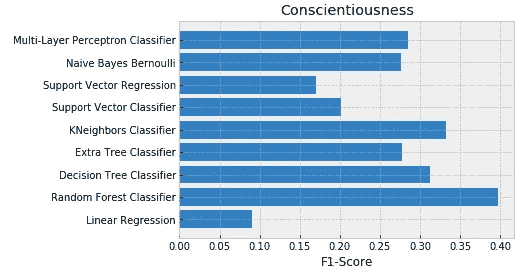 Conscientiousness
Multi-Layer Perceptron Classifier
Naive Bayes Bernoulli
Support Vector Regression
Support Vector Classifier
KNeighbors Classifier
Extra Tree Classifier
Decision Tree Classifier
Random Forest Classifier
Linear Regression
0.00 0.05 0.10 0.15 0.20 0.25 0.30 0.35 0.40
F1-Score